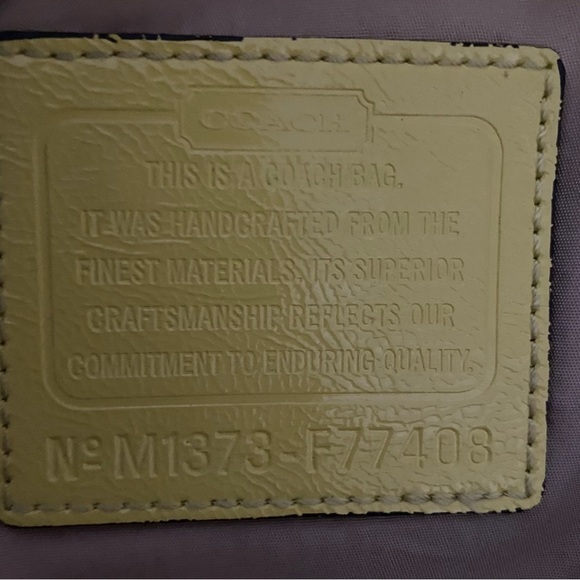 COACH
THIS IS A COACH BAG.
IT WAS HANDCRAFTED FROM THE
FINEST MATERIALS. ITS SUPERIOR
CRAFTSMANSHIP REFLECTS OUR
COMMITMENT TO ENDURING QUALITY.
Nº M1373-F77408